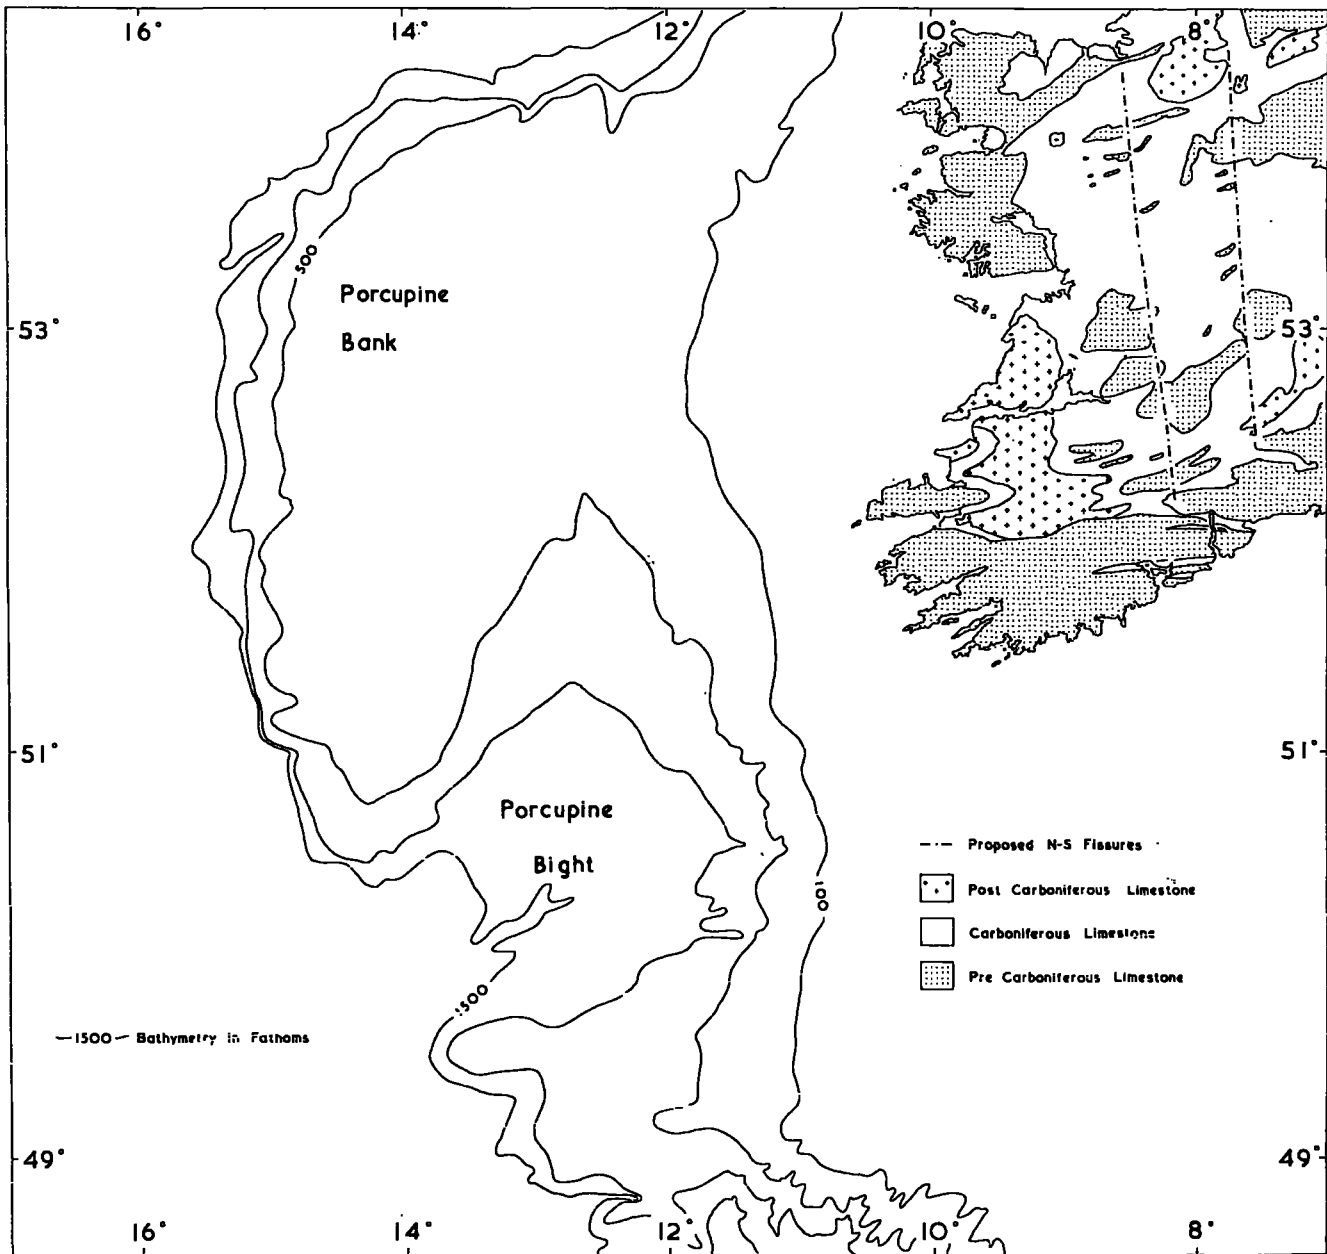 16° 14° 12° 10° 8°
500
Porcupine
Bank
53° 53°
51° 51°
Porcupine
Bight
100
—·— Proposed N-S Fissures
Post Carboniferous Limestone
Carboniferous Limestone
Pre Carboniferous Limestone
1500
—1500— Bathymetry in Fathoms
49° 49°
16° 14° 12° 10° 8°